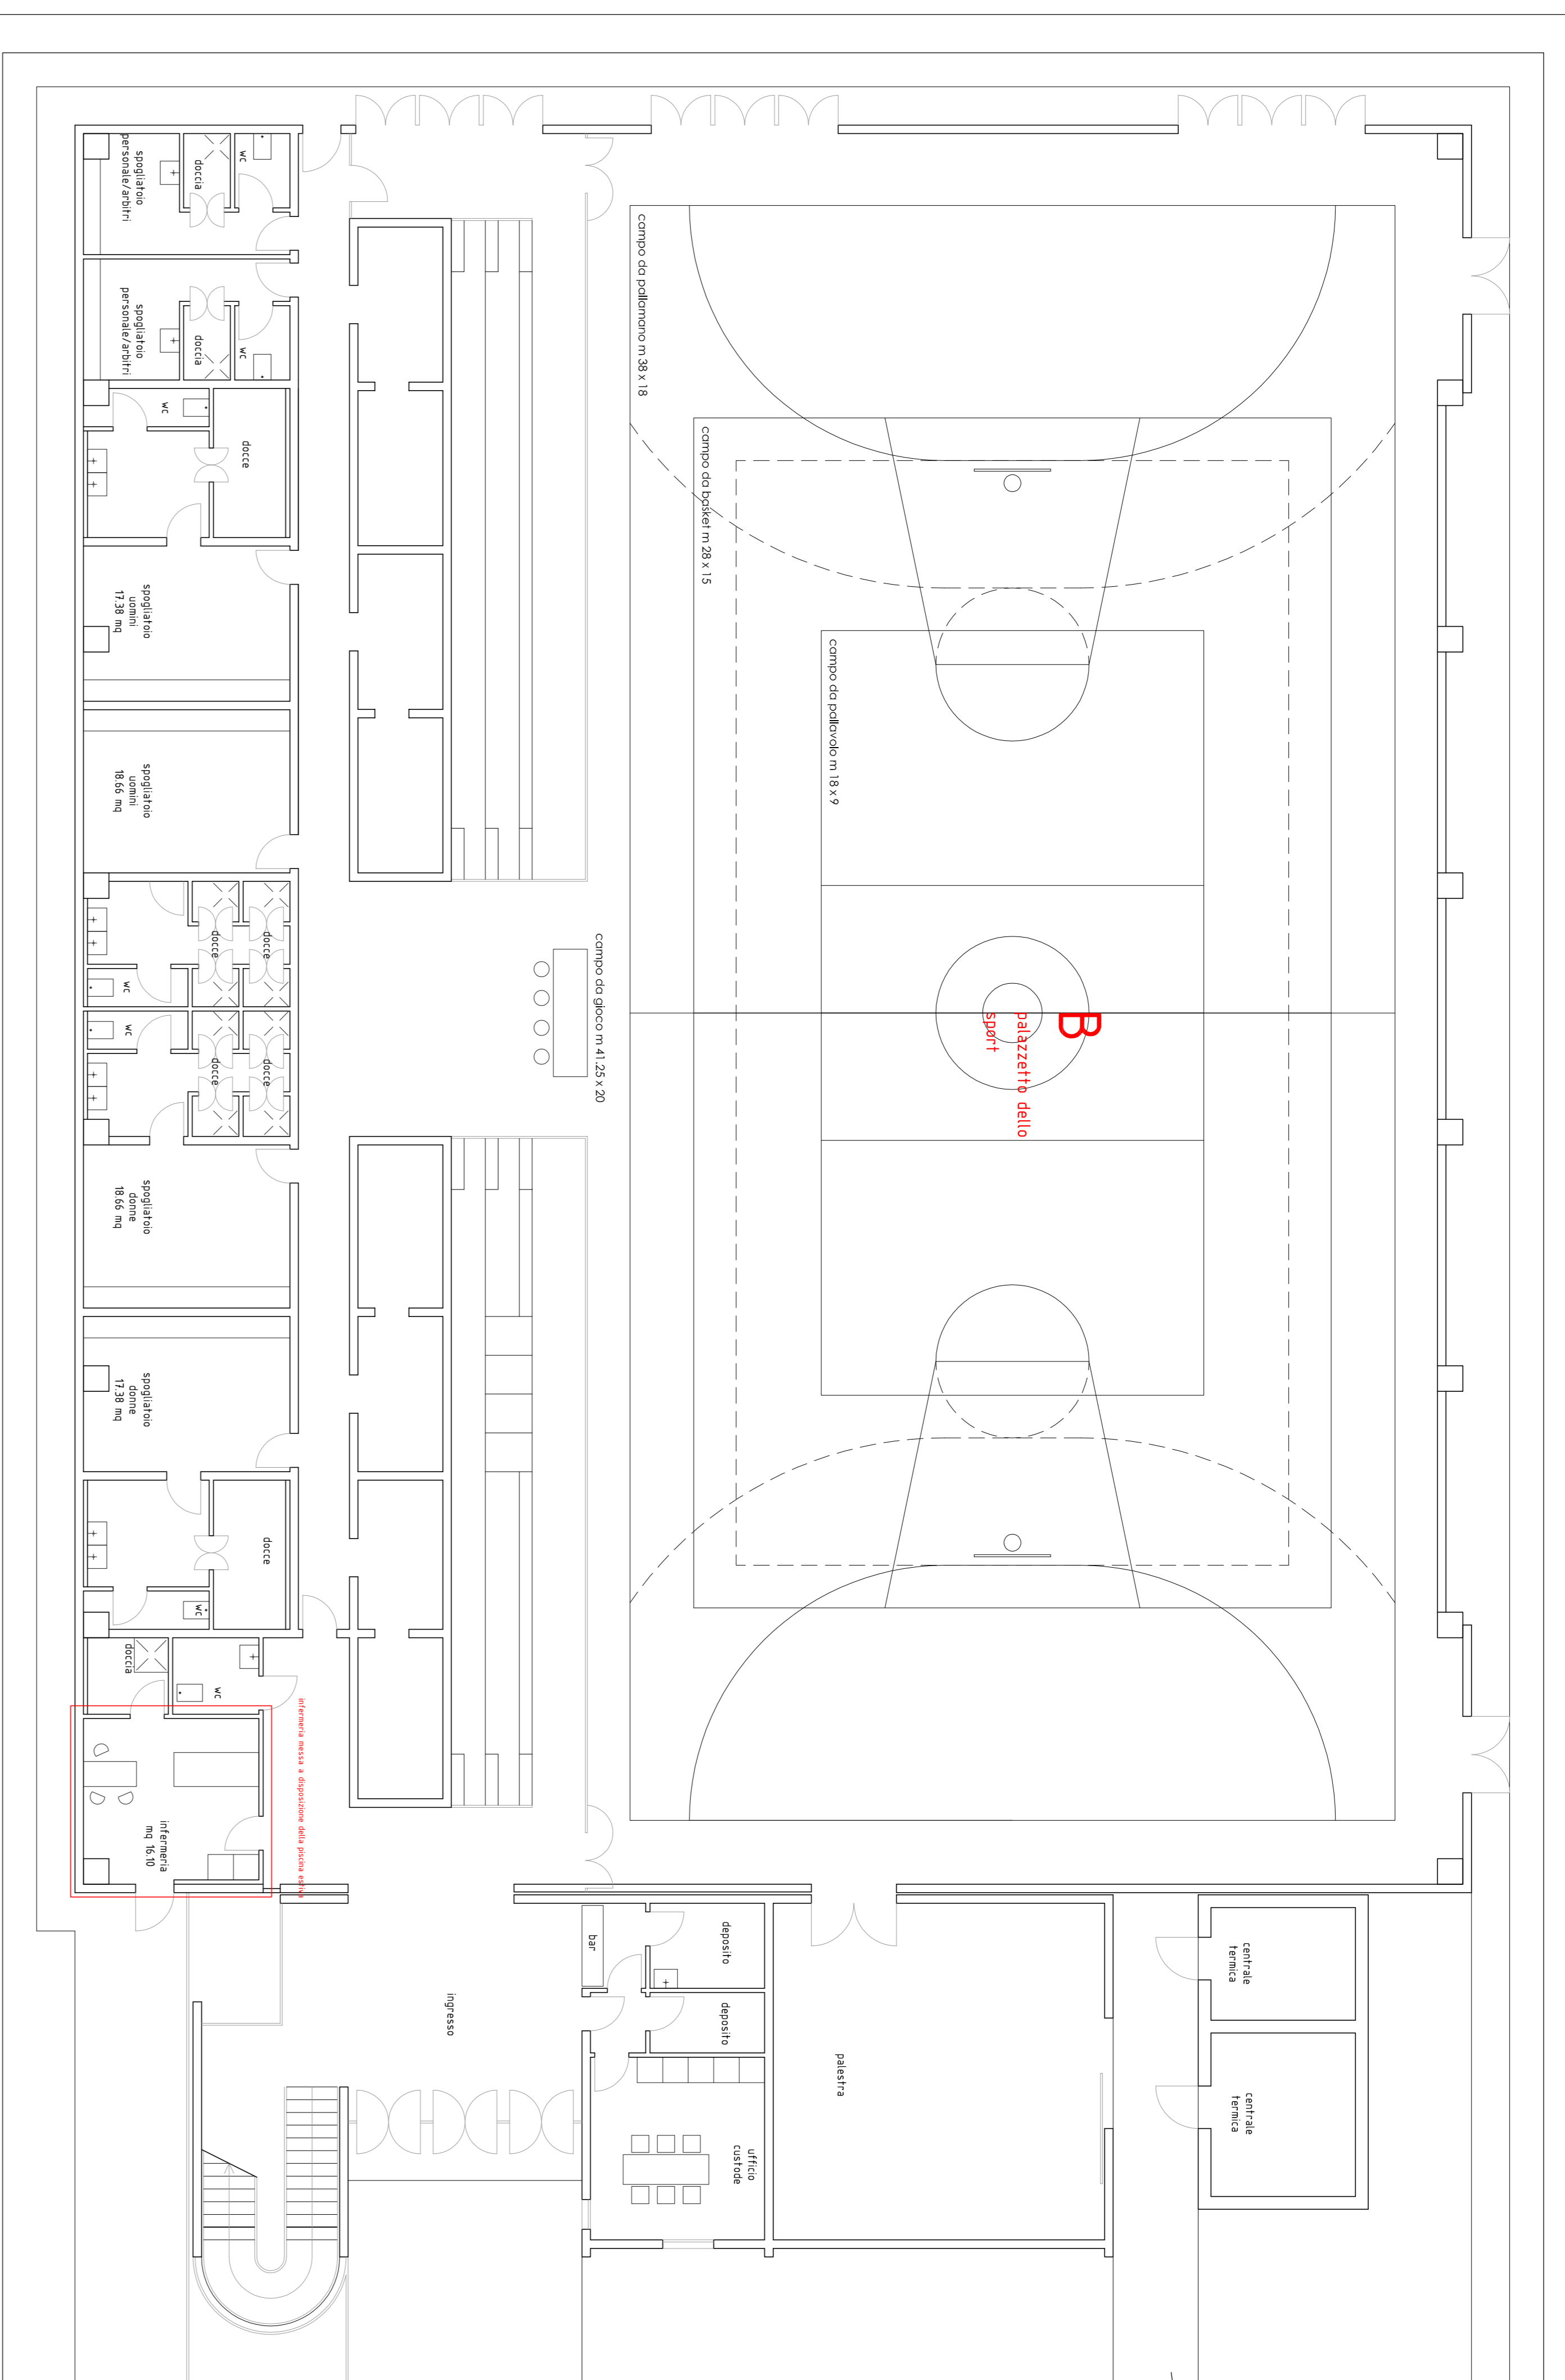 spogliatoio
personale/arbitri
doccia
wc
spogliatoio
personale/arbitri
doccia
wc
wc
docce
spogliatoio
uomini
17.38 mq
spogliatoio
uomini
18.66 mq
docce
docce
wc
wc
docce
docce
spogliatoio
donne
18.66 mq
spogliatoio
donne
17.38 mq
docce
wc
doccia
wc
infermeria
mq 16.10
infermeria messa a disposizione della piscina estiva
campo da pallamano m 38 x 18
campo da basket m 28 x 15
campo da pallavolo m 18 x 9
campo da gioco m 41.25 x 20
B
palazzetto dello
sport
ingresso
bar
deposito
deposito
ufficio
custode
palestra
centrale
termica
centrale
termica